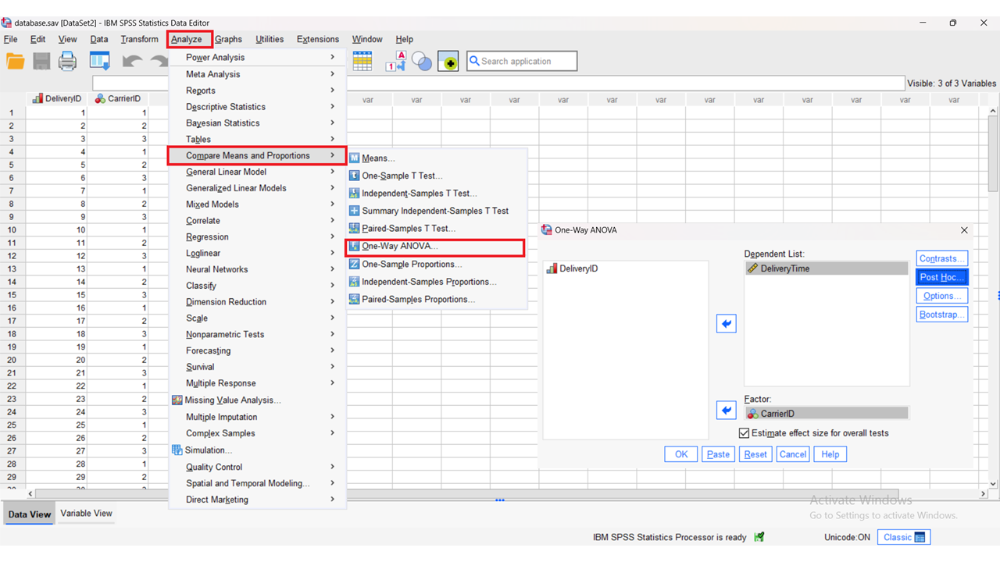 database.sav [DataSet2] - IBM SPSS Statistics Data Editor
File Edit View Data Transform Analyze Graphs Utilities Extensions Window Help
A
1
Search application
Visible: 3 of 3 Variables
DeliveryID CarrierID var var var var var var var var var var var var var
1 1 1
2 2 2
3 3 3
4 4 1
5 5 2
6 6 3
7 7 1
8 8 2
9 9 3
10 10 1
11 11 2
12 12 3
13 13 1
14 14 2
15 15 3
16 16 1
17 17 2
18 18 3
19 19 1
20 20 2
21 21 3
22 22 1
23 23 2
24 24 3
25 25 1
26 26 2
27 27 3
28 28 1
29 29 2
Power Analysis
Meta Analysis
Reports
Descriptive Statistics
Bayesian Statistics
Tables
Compare Means and Proportions
General Linear Model
Generalized Linear Models
Mixed Models
Correlate
Regression
Loglinear
Neural Networks
Classify
Dimension Reduction
Scale
Nonparametric Tests
Forecasting
Survival
Multiple Response
Missing Value Analysis...
Multiple Imputation
Complex Samples
Simulation...
Quality Control
Spatial and Temporal Modeling...
Direct Marketing
Means...
One-Sample T Test...
Independent-Samples T Test...
Summary Independent-Samples T Test
Paired-Samples T Test...
One-Way ANOVA...
One-Sample Proportions...
Independent-Samples Proportions...
Paired-Samples Proportions...
One-Way ANOVA
DeliveryID
Dependent List:
DeliveryTime
Factor:
CarrierID
Estimate effect size for overall tests
Contrasts...
Post Hoc...
Options...
Bootstrap...
OK Paste Reset Cancel Help
Data View Variable View
Activate Windows
Go to Settings to activate Windows.
IBM SPSS Statistics Processor is ready Unicode:ON Classic